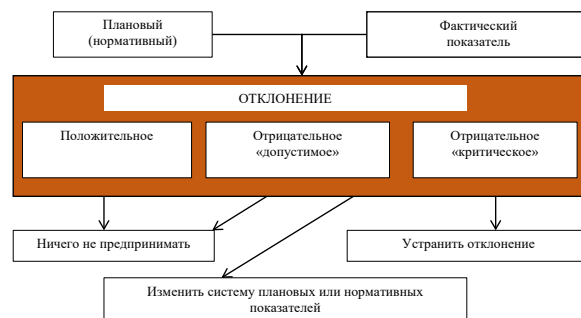 Плановый
(нормативный)
Фактический
показатель
ОТКЛОНЕНИЕ
Положительное
Отрицательное
«допустимое»
Отрицательное
«критическое»
Ничего не предпринимать
Устранить отклонение
Изменить систему плановых или нормативных
показателей